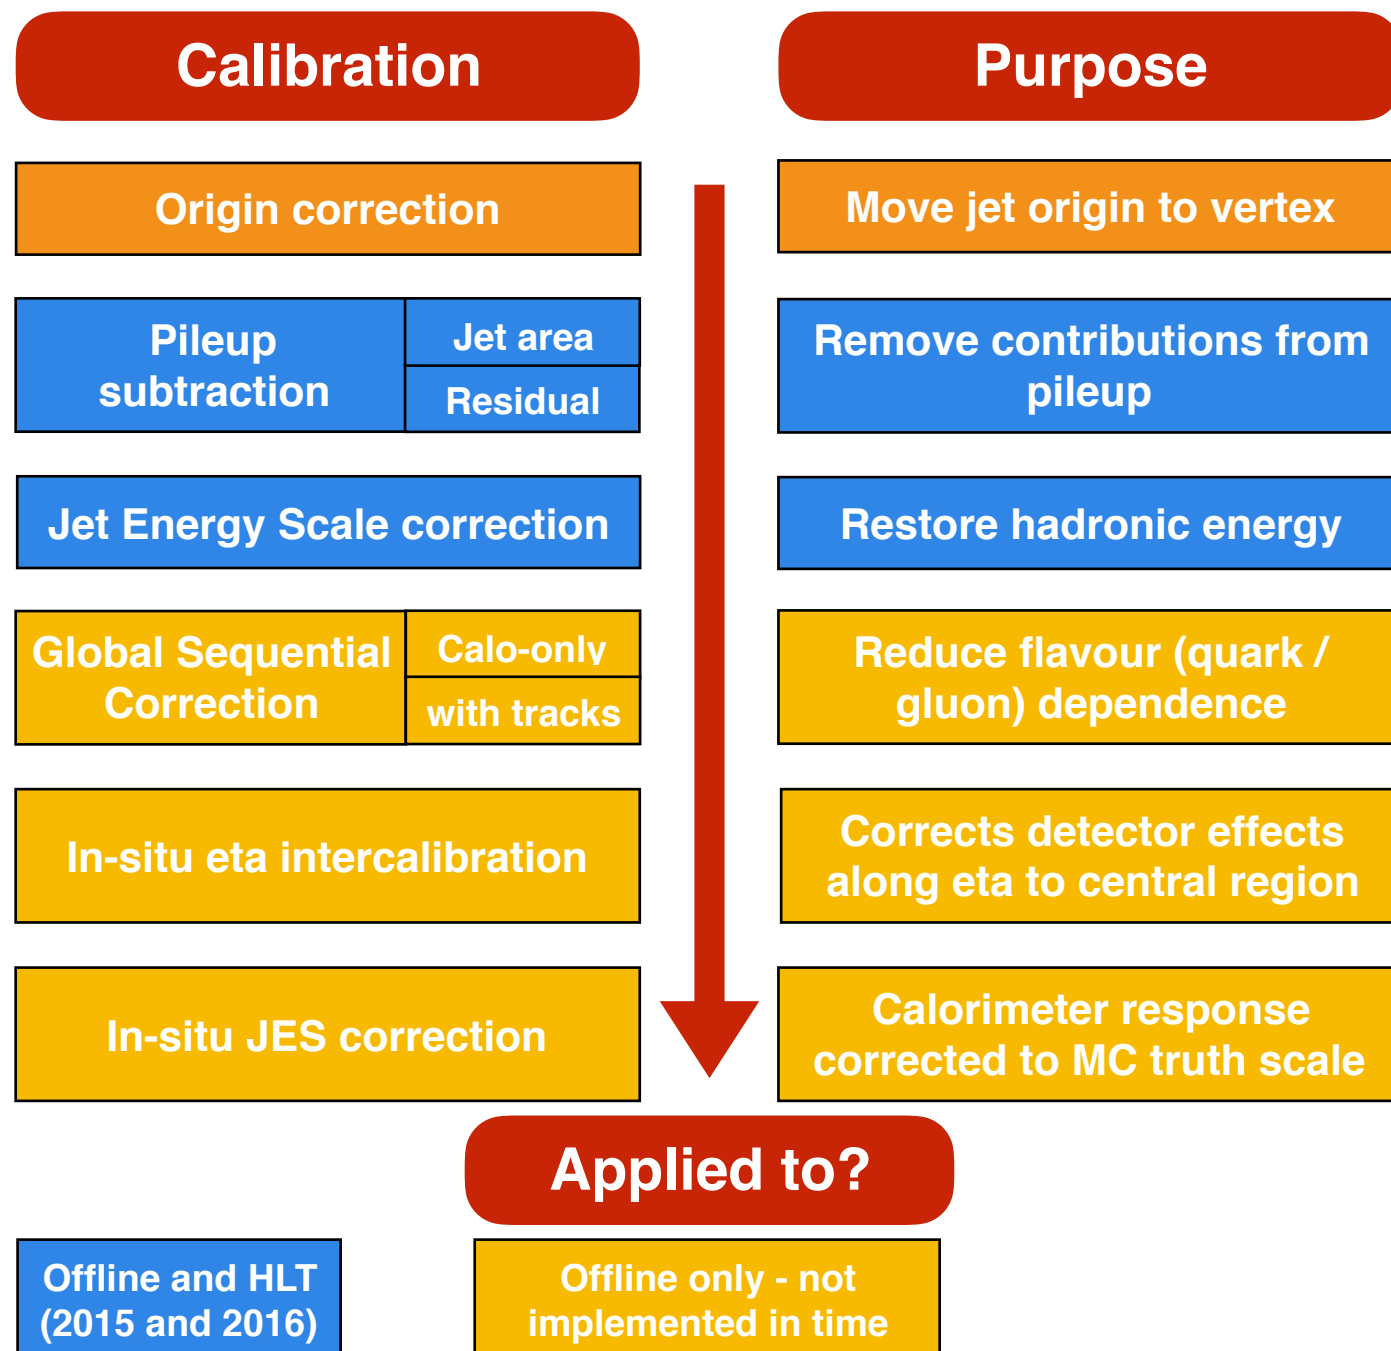 Calibration
Purpose
Origin correction
Move jet origin to vertex
Pileup
subtraction
Jet area
Residual
Remove contributions from
pileup
Jet Energy Scale correction
Restore hadronic energy
Global Sequential
Correction
Calo-only
with tracks
Reduce flavour (quark /
gluon) dependence
In-situ eta intercalibration
Corrects detector effects
along eta to central region
In-situ JES correction
Calorimeter response
corrected to MC truth scale
Applied to?
Offline and HLT
(2015 and 2016)
Offline only - not
implemented in time